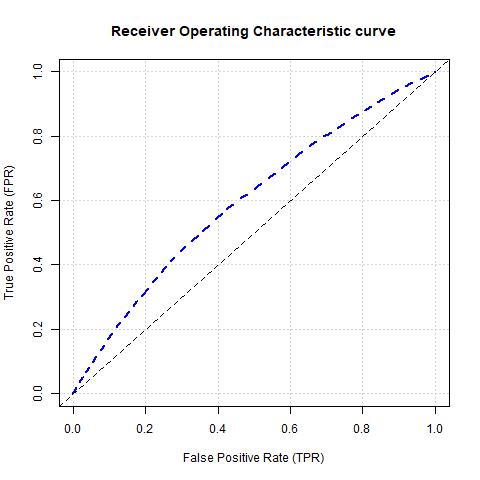 Receiver Operating Characteristic curve
True Positive Rate (FPR)
1.0
0.8
0.6
0.4
0.2
0.0
0.0 0.2 0.4 0.6 0.8 1.0
False Positive Rate (TPR)